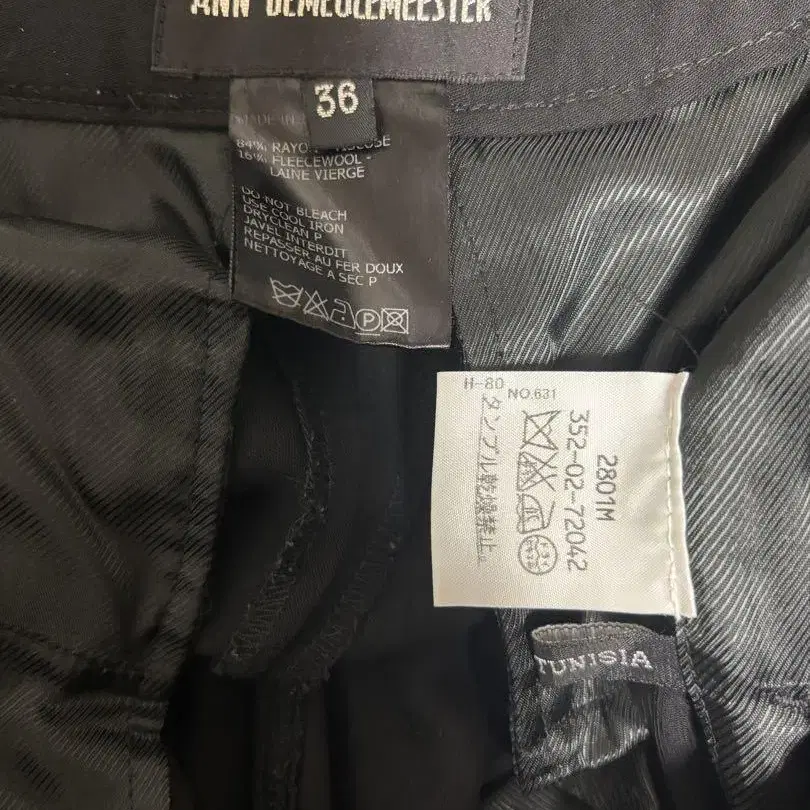 ANN DEMEULEMEESTER
36
MADE IN
84% RAYON - VISCOSE
16% FLEECEWOOL -
LAINE VIERGE
DO NOT BLEACH
USE COOL IRON
DRYCLEAN P
JAVEL INTERDIT
REPASSER AU FER DOUX
NETTOYAGE A SEC P
P
H-80
NO.631
2801M
352-02-72042
タンブル乾燥禁止
TUNISIA